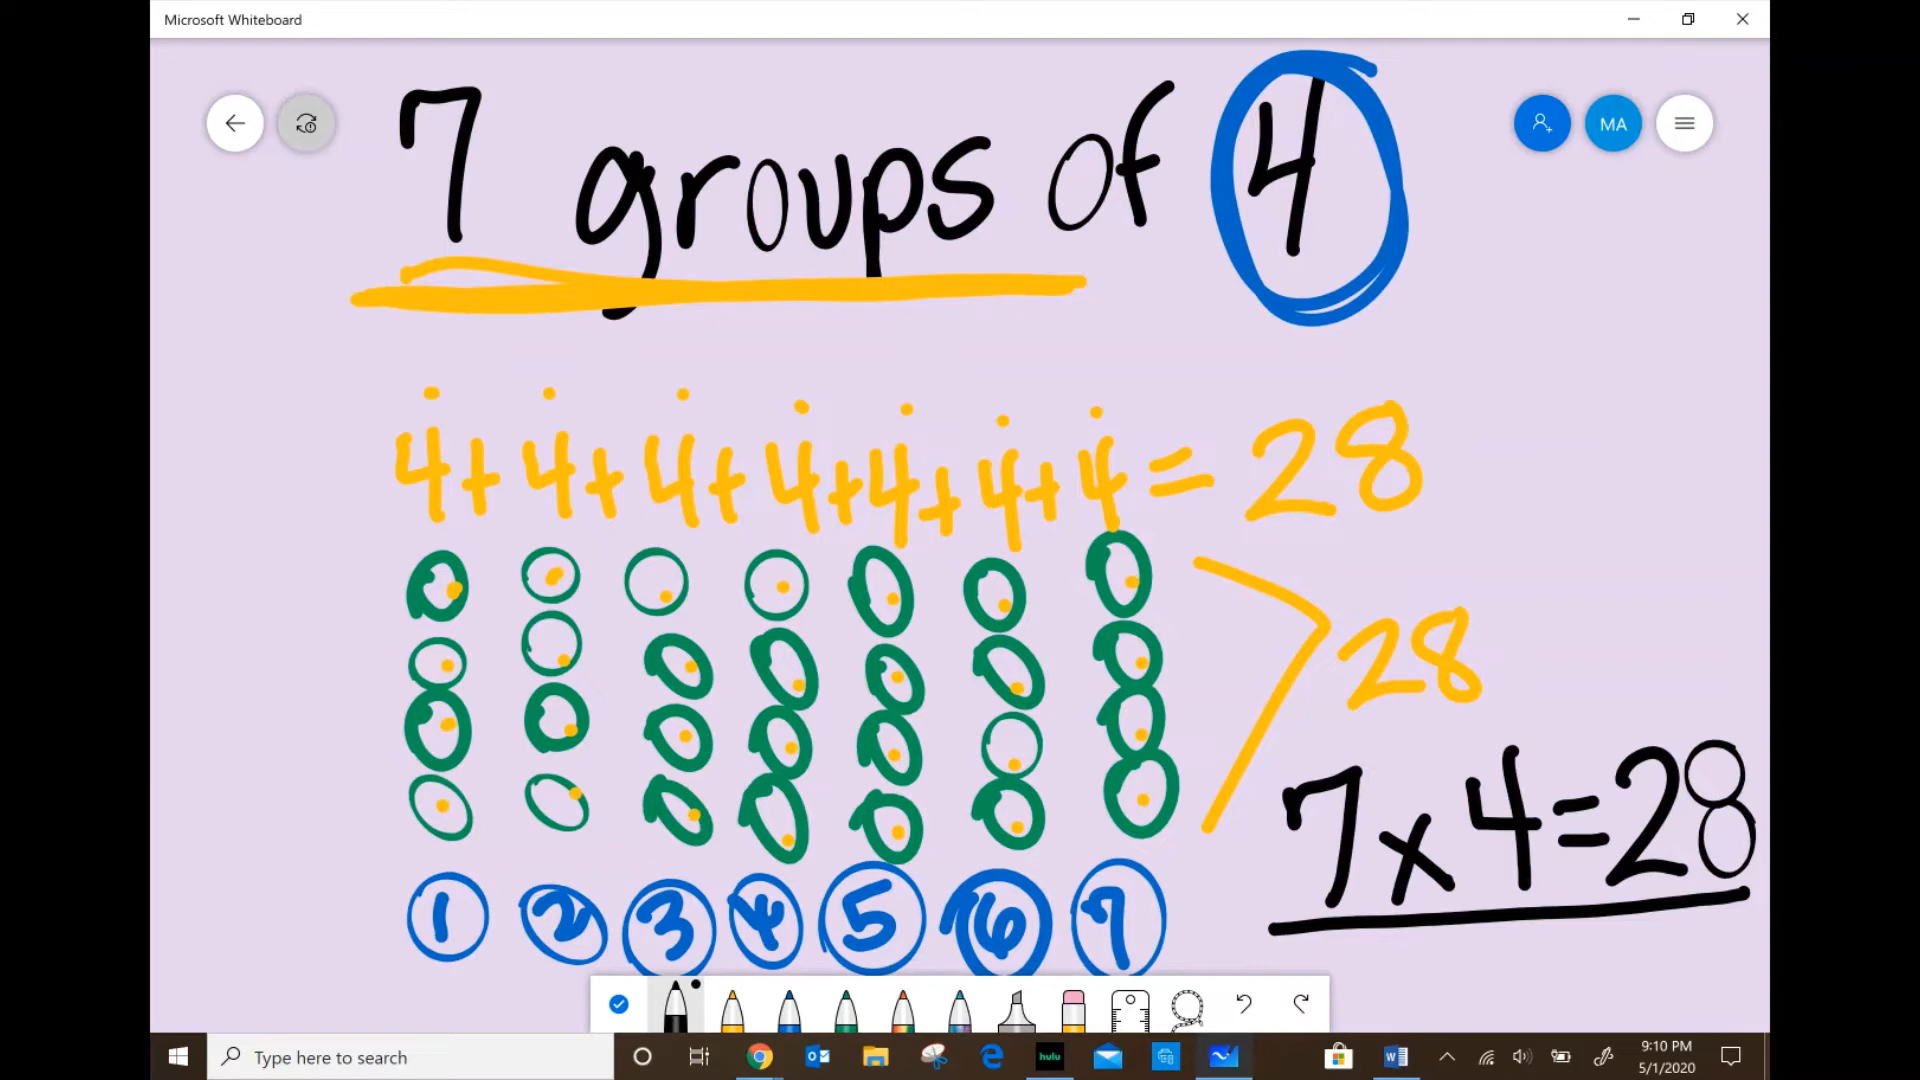 Microsoft Whiteboard
7 groups of 4
MA
4+4+4+4+4+4+4=28
28
7x4=28
1 2 3 4 5 6 7
Type here to search
hulu
9:10 PM
5/1/2020